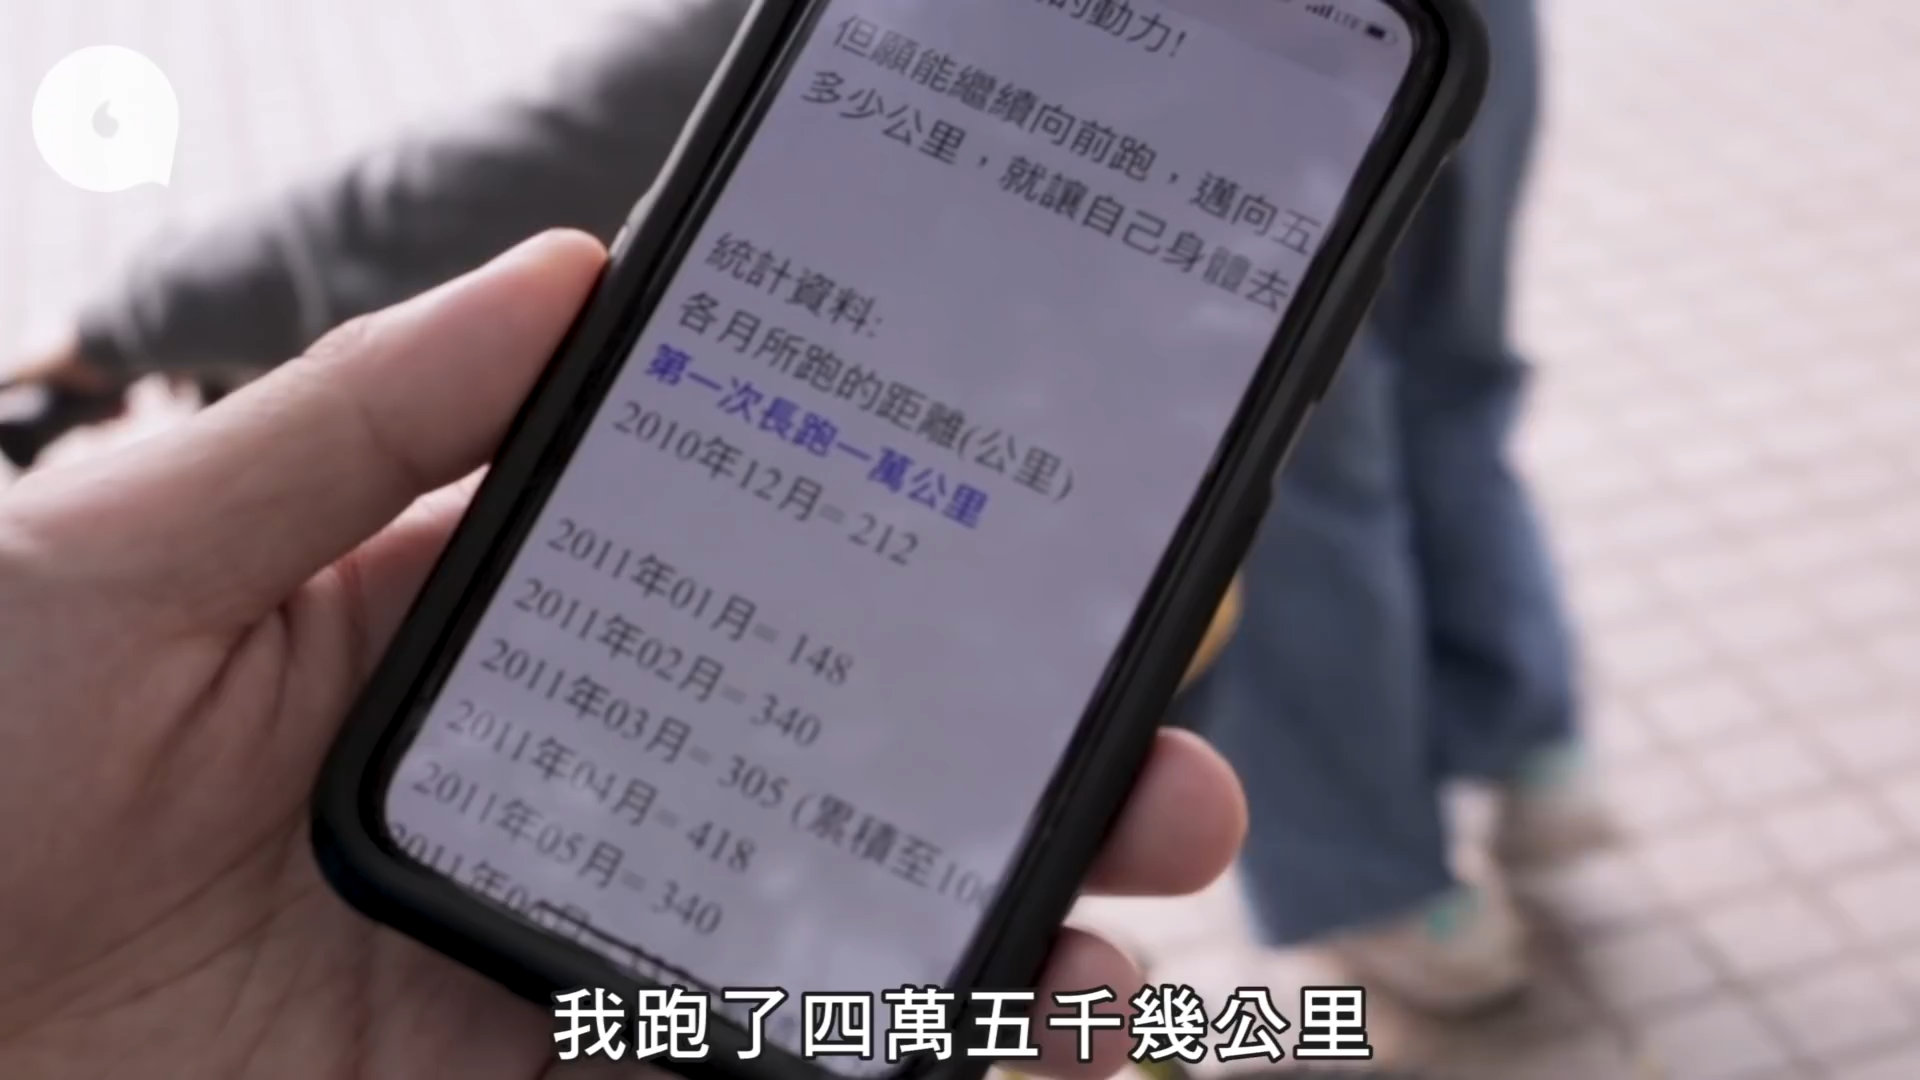 的動力!
但願能繼續向前跑，邁向五
多少公里，就讓自己身體去
統計資料:
各月所跑的距離(公里)
第一次長跑一萬公里
2010年12月= 212
2011年01月= 148
2011年02月= 340
2011年03月= 305 (累積至10
2011年04月= 418
2011年05月= 340
我跑了四萬五千幾公里